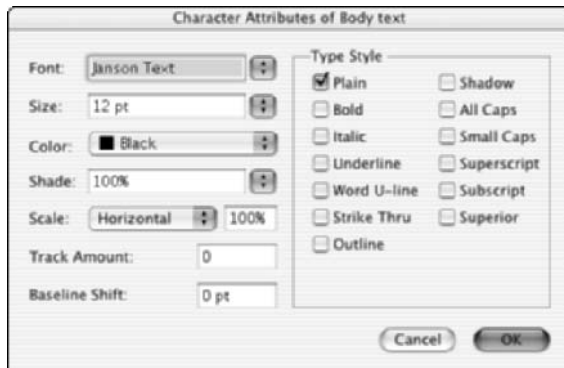 Character Attributes of Body text
Font: Janson Text
Size: 12 pt
Color: Black
Shade: 100%
Scale: Horizontal 100%
Track Amount: 0
Baseline Shift: 0 pt
Type Style
Plain Shadow
Bold All Caps
Italic Small Caps
Underline Superscript
Word U-line Subscript
Strike Thru Superior
Outline
Cancel OK